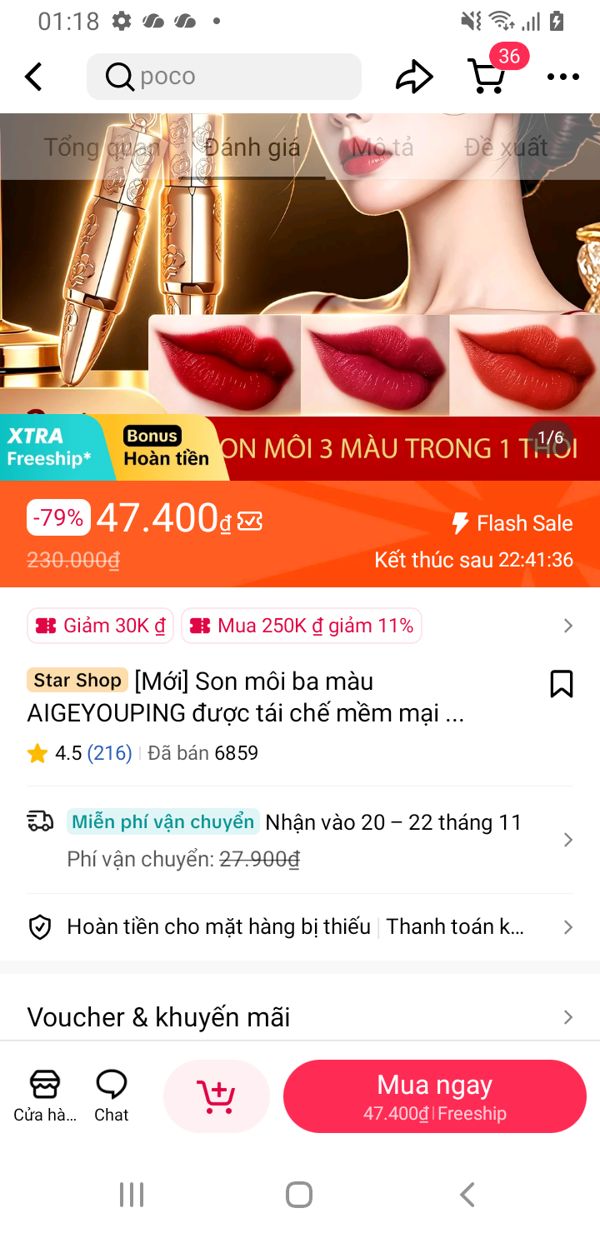 01:18
36
poco
Tổng quan Đánh giá Mô tả Đề xuất
XTRA
Freeship*
Bonus
Hoàn tiền
ON MÔI 3 MÀU TRONG 1 THỎI
1/6
-79% 47.400₫
Flash Sale
230.000₫
Kết thúc sau 22:41:36
Giảm 30K ₫ Mua 250K ₫ giảm 11%
Star Shop [Mới] Son môi ba màu
AIGEYOUPING được tái chế mềm mại ...
4.5 (216) Đã bán 6859
Miễn phí vận chuyển Nhận vào 20 – 22 tháng 11
Phí vận chuyển: 27.900₫
Hoàn tiền cho mặt hàng bị thiếu Thanh toán k...
Voucher & khuyến mãi
Cửa hà...
Chat
Mua ngay
47.400₫ Freeship